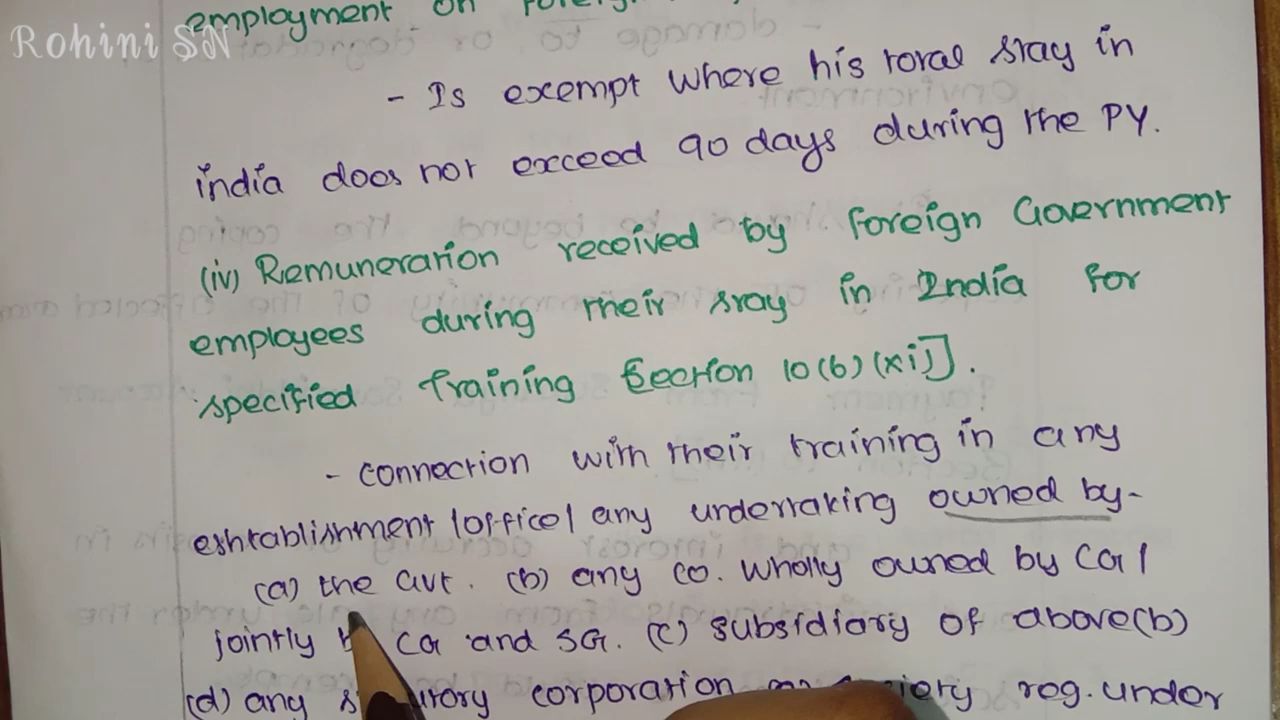 employment on foreign
Rohini SN
- Is exempt where his total stay in
india does not exceed 90 days during the PY.
(iv) Remuneration received by foreign Government
employees during their stay in India for
specified Training Section 10(6)(xi)].
- connection with their training in any
eshtablishment /office/ any undertaking owned by-
(a) the Gvt. (b) any co. wholly owned by CG /
jointly CG and SG. (c) subsidiary of above(b)
(d) any corporation reg. under